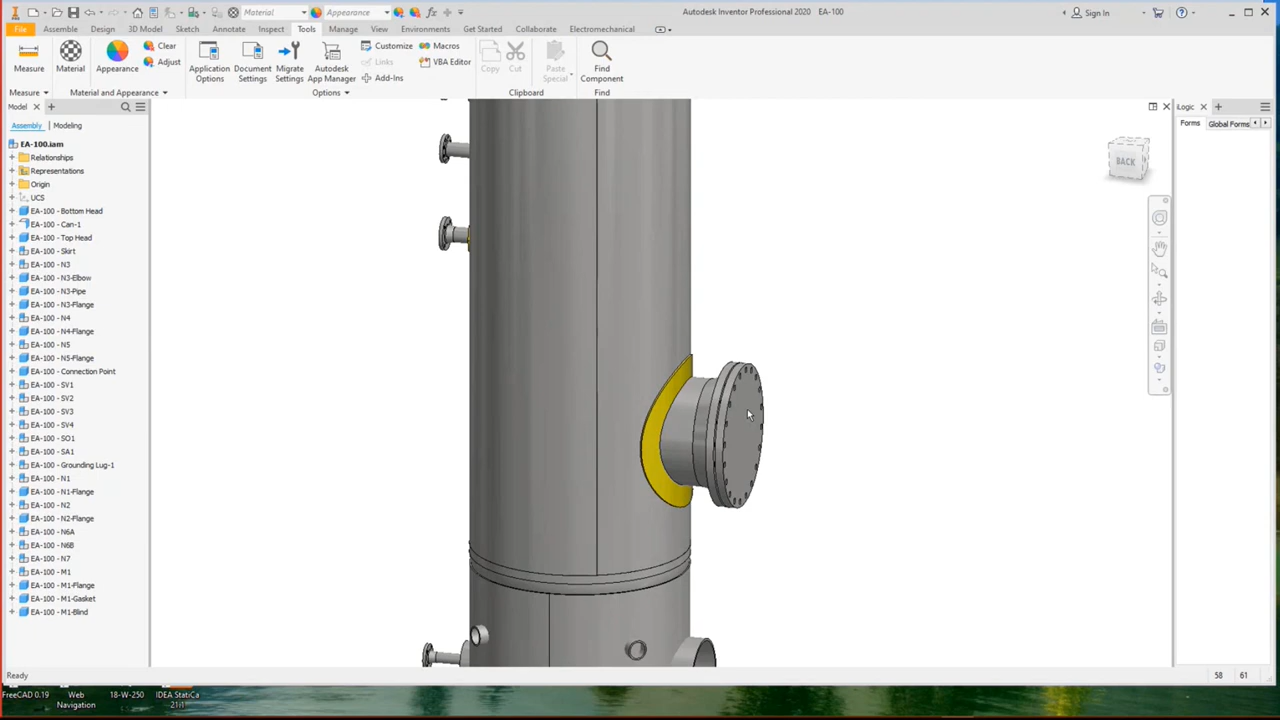 Material
Appearance
Autodesk Inventor Professional 2020 EA-100
Sign In
File
Assemble
Design
3D Model
Sketch
Annotate
Inspect
Tools
Manage
View
Environments
Get Started
Collaborate
Electromechanical
Measure
Material
Appearance
Clear
Adjust
Application
Options
Document
Settings
Migrate
Settings
Autodesk
App Manager
Customize
Links
Add-Ins
Macros
VBA Editor
Copy
Cut
Paste
Special
Find
Component
Measure
Material and Appearance
Options
Clipboard
Find
Model
iLogic
Assembly
Modeling
Forms
Global Forms
EA-100.iam
Relationships
Representations
Origin
UCS
EA-100 - Bottom Head
EA-100 - Can-1
EA-100 - Top Head
EA-100 - Skirt
EA-100 - N3
EA-100 - N3-Elbow
EA-100 - N3-Pipe
EA-100 - N3-Flange
EA-100 - N4
EA-100 - N4-Flange
EA-100 - N5
EA-100 - N5-Flange
EA-100 - Connection Point
EA-100 - SV1
EA-100 - SV2
EA-100 - SV3
EA-100 - SV4
EA-100 - SO1
EA-100 - SA1
EA-100 - Grounding Lug-1
EA-100 - N1
EA-100 - N1-Flange
EA-100 - N2
EA-100 - N2-Flange
EA-100 - N6A
EA-100 - N6B
EA-100 - N7
EA-100 - M1
EA-100 - M1-Flange
EA-100 - M1-Gasket
EA-100 - M1-Blind
BACK
Ready
58 61
FreeCAD 0.19
Web
Navigation
18-W-250
IDEA StatiCa
21i1